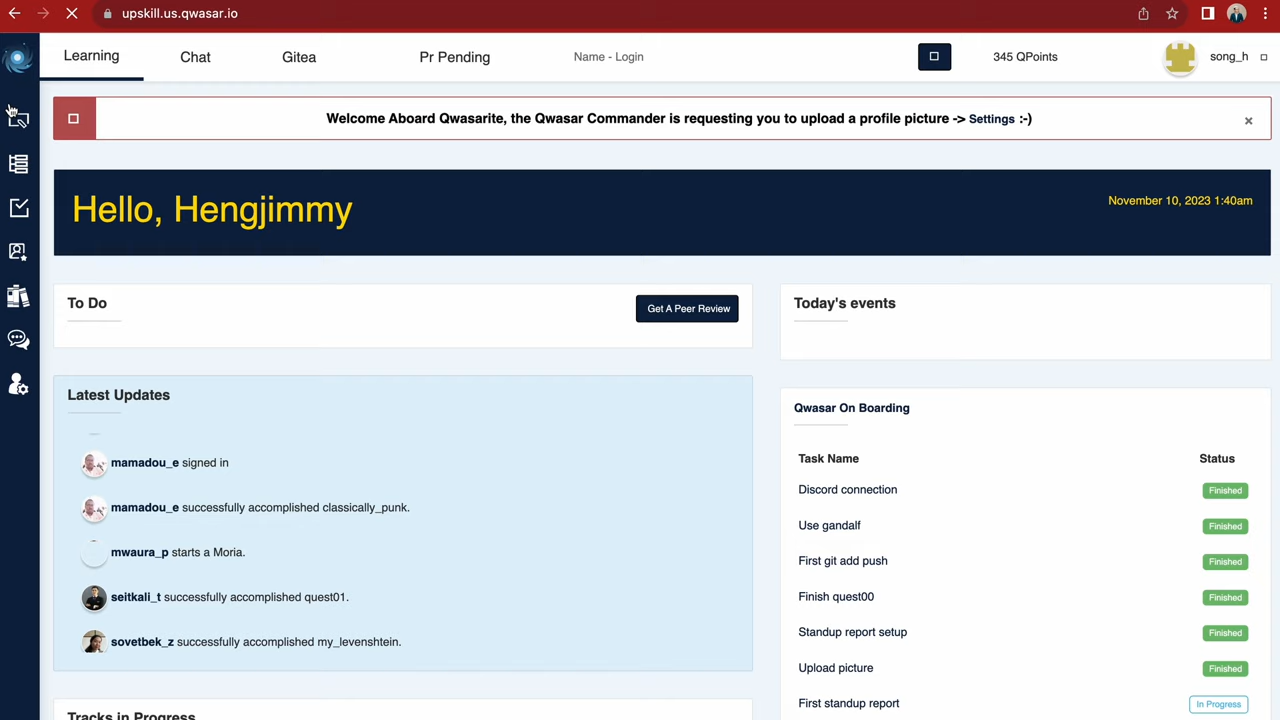 upskill.us.qwasar.io
Learning Chat Gitea Pr Pending Name - Login 345 QPoints song_h
Welcome Aboard Qwasarite, the Qwasar Commander is requesting you to upload a profile picture -> Settings :-) ×
Hello, Hengjimmy
November 10, 2023 1:40am
To Do
Get A Peer Review
Today's events
Latest Updates
mamadou_e signed in
mamadou_e successfully accomplished classically_punk.
mwaura_p starts a Moria.
seitkali_t successfully accomplished quest01.
sovetbek_z successfully accomplished my_levenshtein.
Tracks in Progress
Qwasar On Boarding
Task Name Status
Discord connection Finished
Use gandalf Finished
First git add push Finished
Finish quest00 Finished
Standup report setup Finished
Upload picture Finished
First standup report In Progress